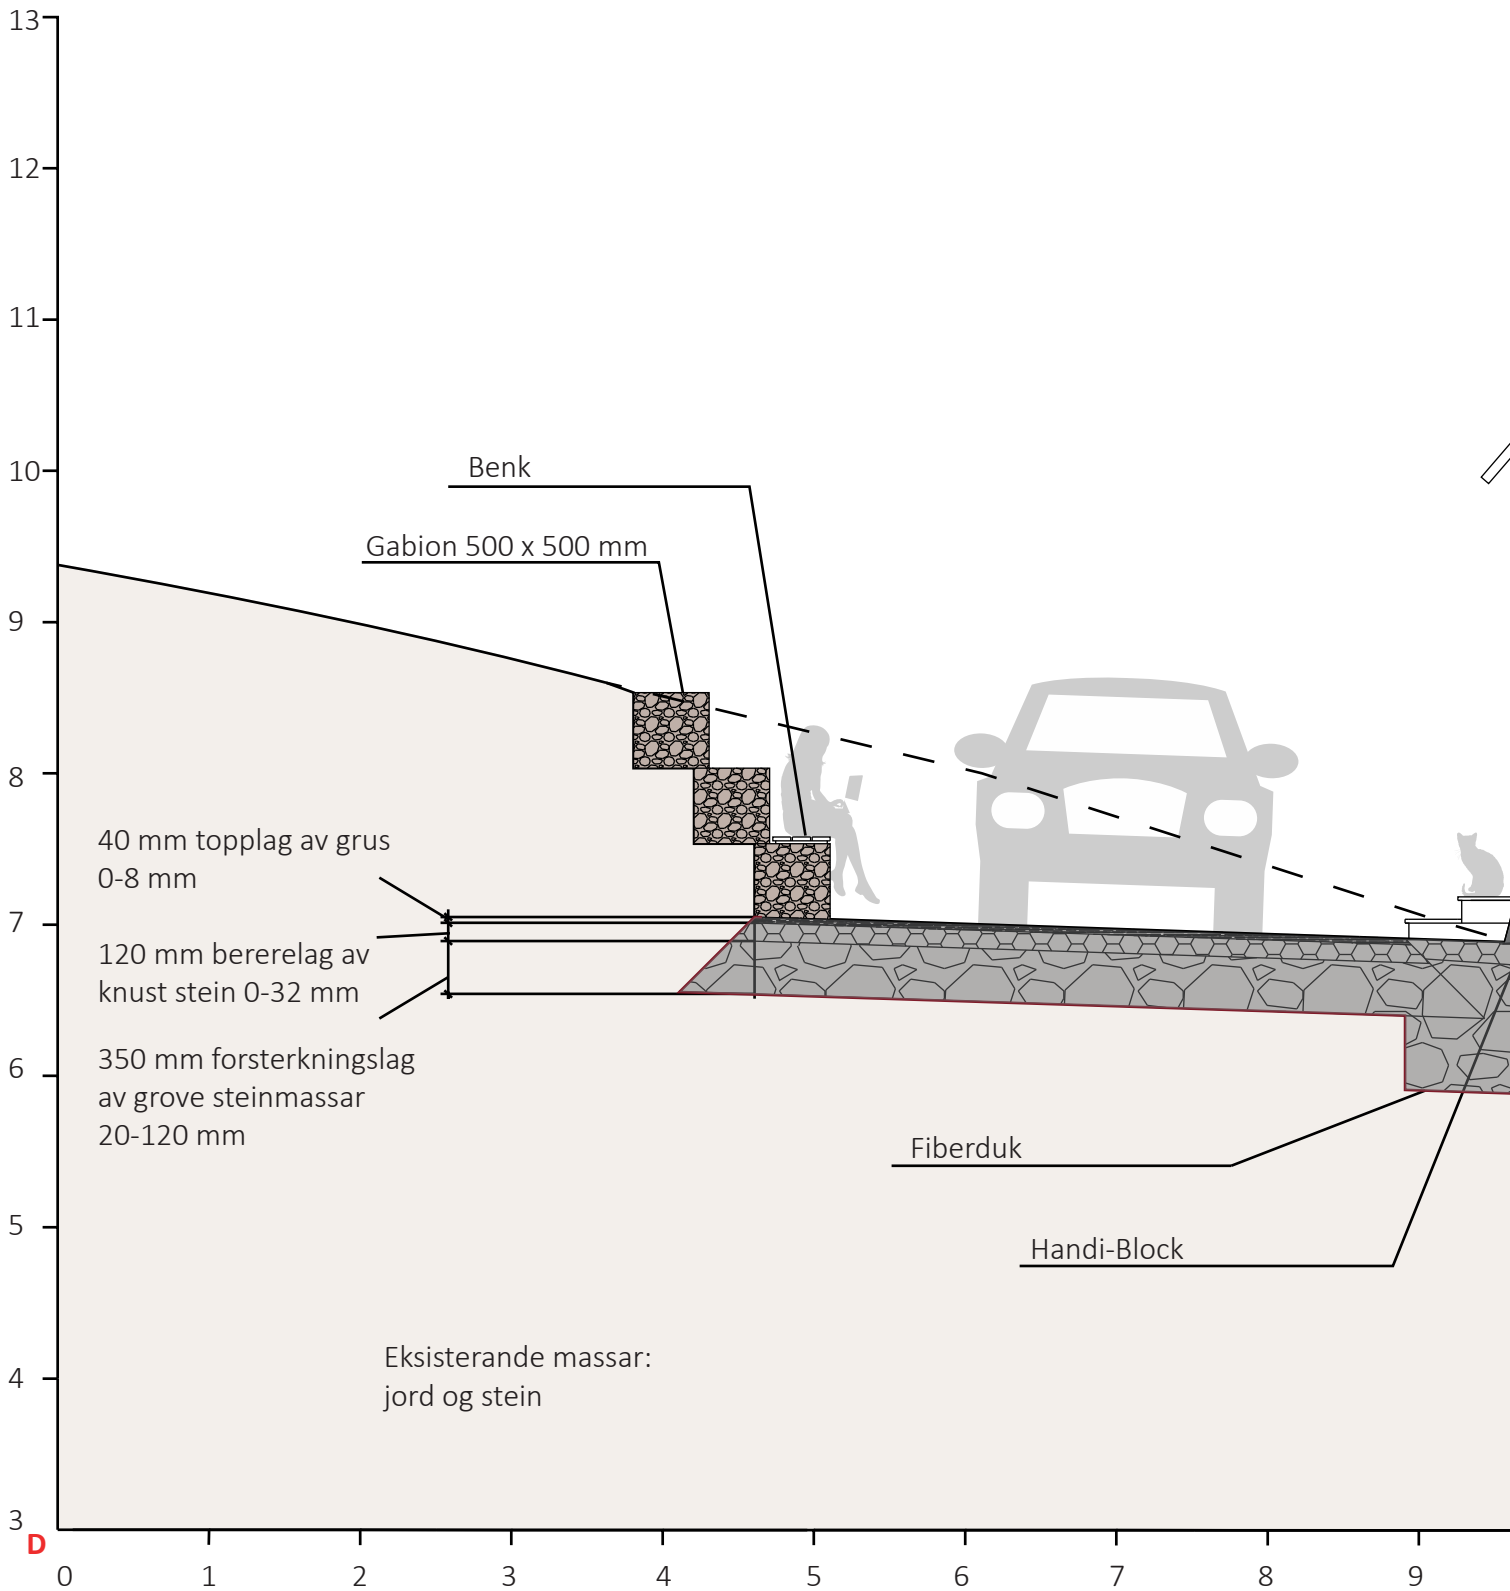 13
12
11
10
9
8
7
6
5
4
3
Benk
Gabion 500 x 500 mm
40 mm topplag av grus
0-8 mm
120 mm bererelag av
knust stein 0-32 mm
350 mm forsterkningslag
av grove steinmassar
20-120 mm
Fiberduk
Handi-Block
Eksisterande massar:
jord og stein
D
0 1 2 3 4 5 6 7 8 9